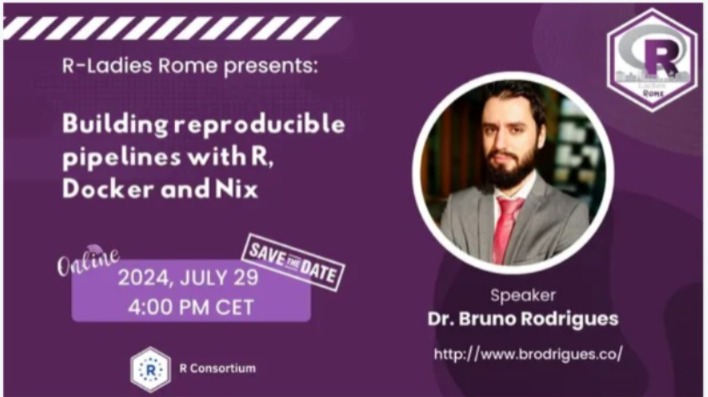 R-Ladies Rome presents:
Building reproducible
pipelines with R,
Docker and Nix
Online
SAVE THE DATE
2024, JULY 29
4:00 PM CET
R Consortium
R
Ladies
ROME
Speaker
Dr. Bruno Rodrigues
http://www.brodrigues.co/